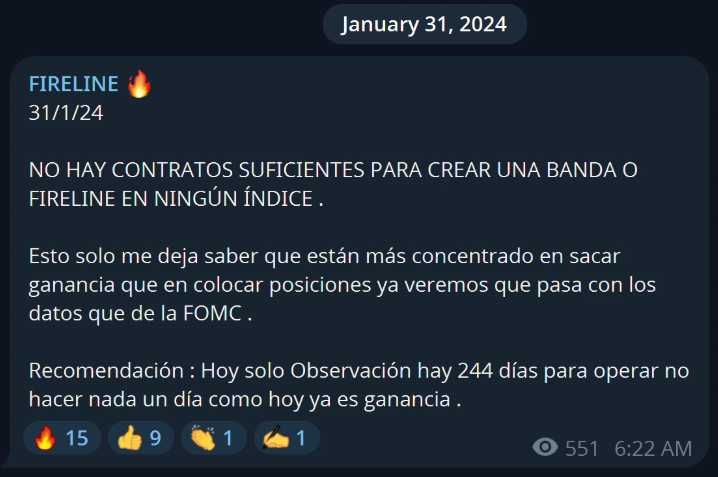 January 31, 2024
FIRELINE 🔥
31/1/24
NO HAY CONTRATOS SUFICIENTES PARA CREAR UNA BANDA O
FIRELINE EN NINGÚN ÍNDICE .
Esto solo me deja saber que están más concentrado en sacar
ganancia que en colocar posiciones ya veremos que pasa con los
datos que de la FOMC .
Recomendación : Hoy solo Observación hay 244 días para operar no
hacer nada un día como hoy ya es ganancia .
🔥 15 👍 9 👏 1 ✍️ 1 551 6:22 AM